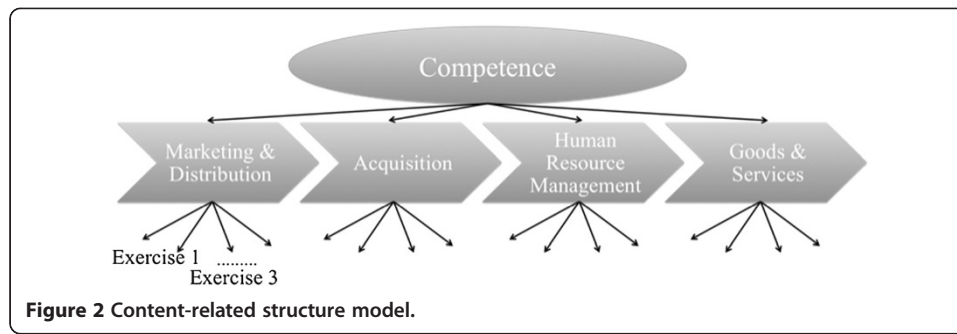 Competence
Marketing &
Distribution
Acquisition
Human
Resource
Management
Goods &
Services
Exercise 1 .........
Exercise 3
Figure 2 Content-related structure model.